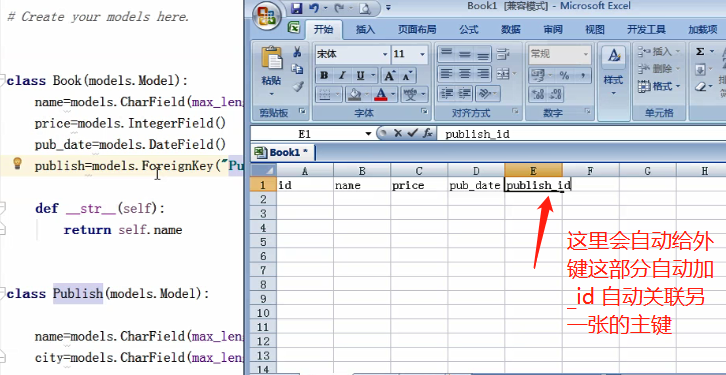 # Create your models here.
class Book(models.Model):
name=models.CharField(max_len
price=models.IntegerField()
pub_date=models.DateField()
publish=models.ForeignKey("Pu
def __str__(self):
return self.name
class Publish(models.Model):
name=models.CharField(max_len
city=models.CharField(max_len
Book1 [兼容模式] - Microsoft Excel
开始 插入 页面布局 公式 数据 审阅 视图 开发工具 加载项
粘贴
宋体 11
B I U A A
A 变
常规
% ,
样式
插入
删除
格式
Σ
剪贴板 字体 对齐方式 数字 单元格
E1 fx publish_id
Book1 *
A B C D E F G H
1 id name price pub_date publish_id
2
3
4
5
6
7
8
9
10
11
12
13
14
这里会自动给外
键这部分自动加
_id 自动关联另
一张的主键